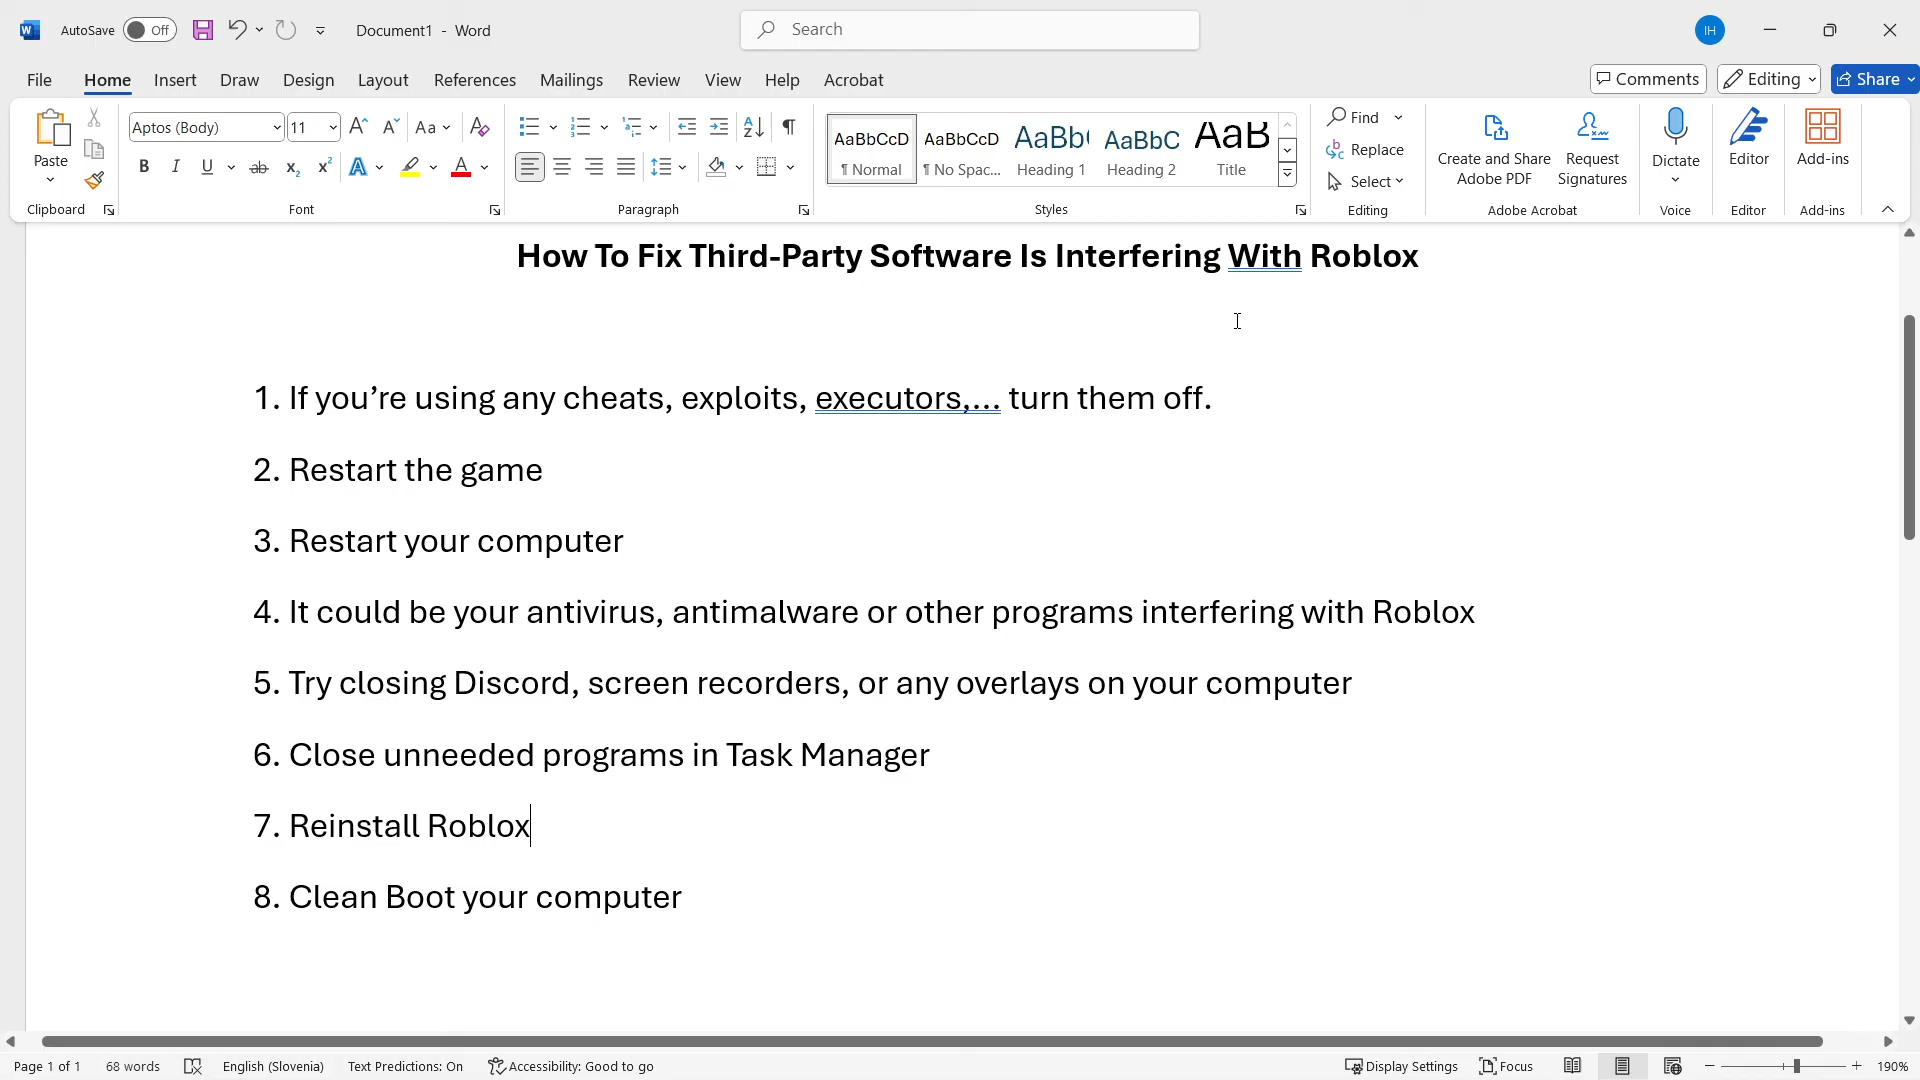 W AutoSave Off Document1 - Word Search IH
File Home Insert Draw Design Layout References Mailings Review View Help Acrobat Comments Editing Share
Paste Aptos (Body) 11 A A Aa A AaBbCcD AaBbCcD AaBb( AaBbC AaB Find
Replace
B I U ab x₂ x² A A ¶ Normal ¶ No Spac... Heading 1 Heading 2 Title Select
Create and Share Adobe PDF Request Signatures Dictate Editor Add-ins
Clipboard Font Paragraph Styles Editing Adobe Acrobat Voice Editor Add-ins
How To Fix Third-Party Software Is Interfering With Roblox
1. If you’re using any cheats, exploits, executors,… turn them off.
2. Restart the game
3. Restart your computer
4. It could be your antivirus, antimalware or other programs interfering with Roblox
5. Try closing Discord, screen recorders, or any overlays on your computer
6. Close unneeded programs in Task Manager
7. Reinstall Roblox
8. Clean Boot your computer
Page 1 of 1 68 words English (Slovenia) Text Predictions: On Accessibility: Good to go Display Settings Focus 190%